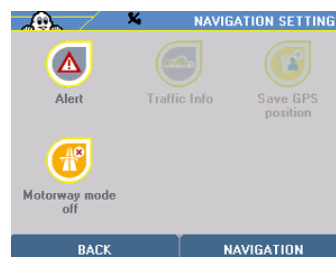 NAVIGATION SETTING
Alert
Traffic Info
Save GPS
position
Motorway mode
off
BACK
NAVIGATION